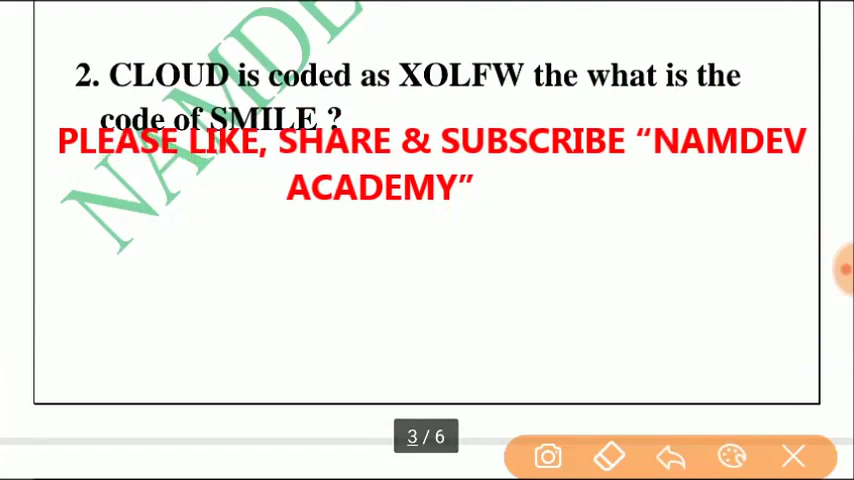 NAMDE
2. CLOUD is coded as XOLFW the what is the
code of SMILE ?
PLEASE LIKE, SHARE & SUBSCRIBE “NAMDEV
ACADEMY”
3 / 6